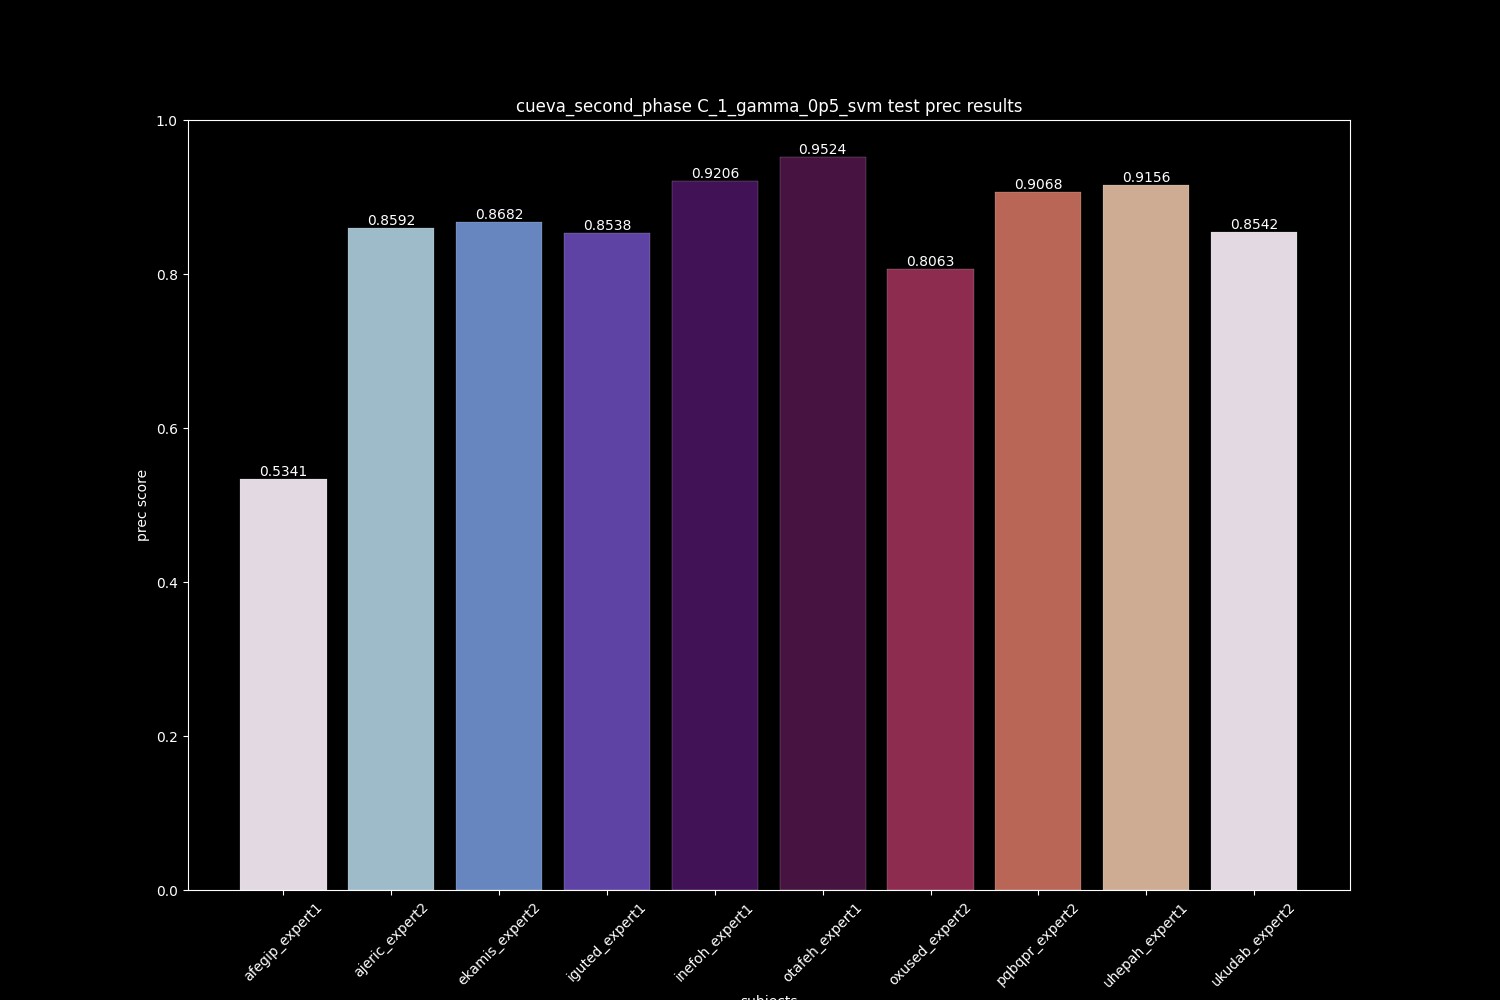 cueva_second_phase C_1_gamma_0p5_svm test prec results
1.0
0.8
0.6
0.4
0.2
0.0
prec score
0.5341
0.8592
0.8682
0.8538
0.9206
0.9524
0.8063
0.9068
0.9156
0.8542
afegip_expert1
ajeric_expert2
ekamis_expert2
iguted_expert1
inefoh_expert1
otafeh_expert1
oxused_expert2
pqbqpr_expert2
uhepah_expert1
ukudab_expert2
subjects